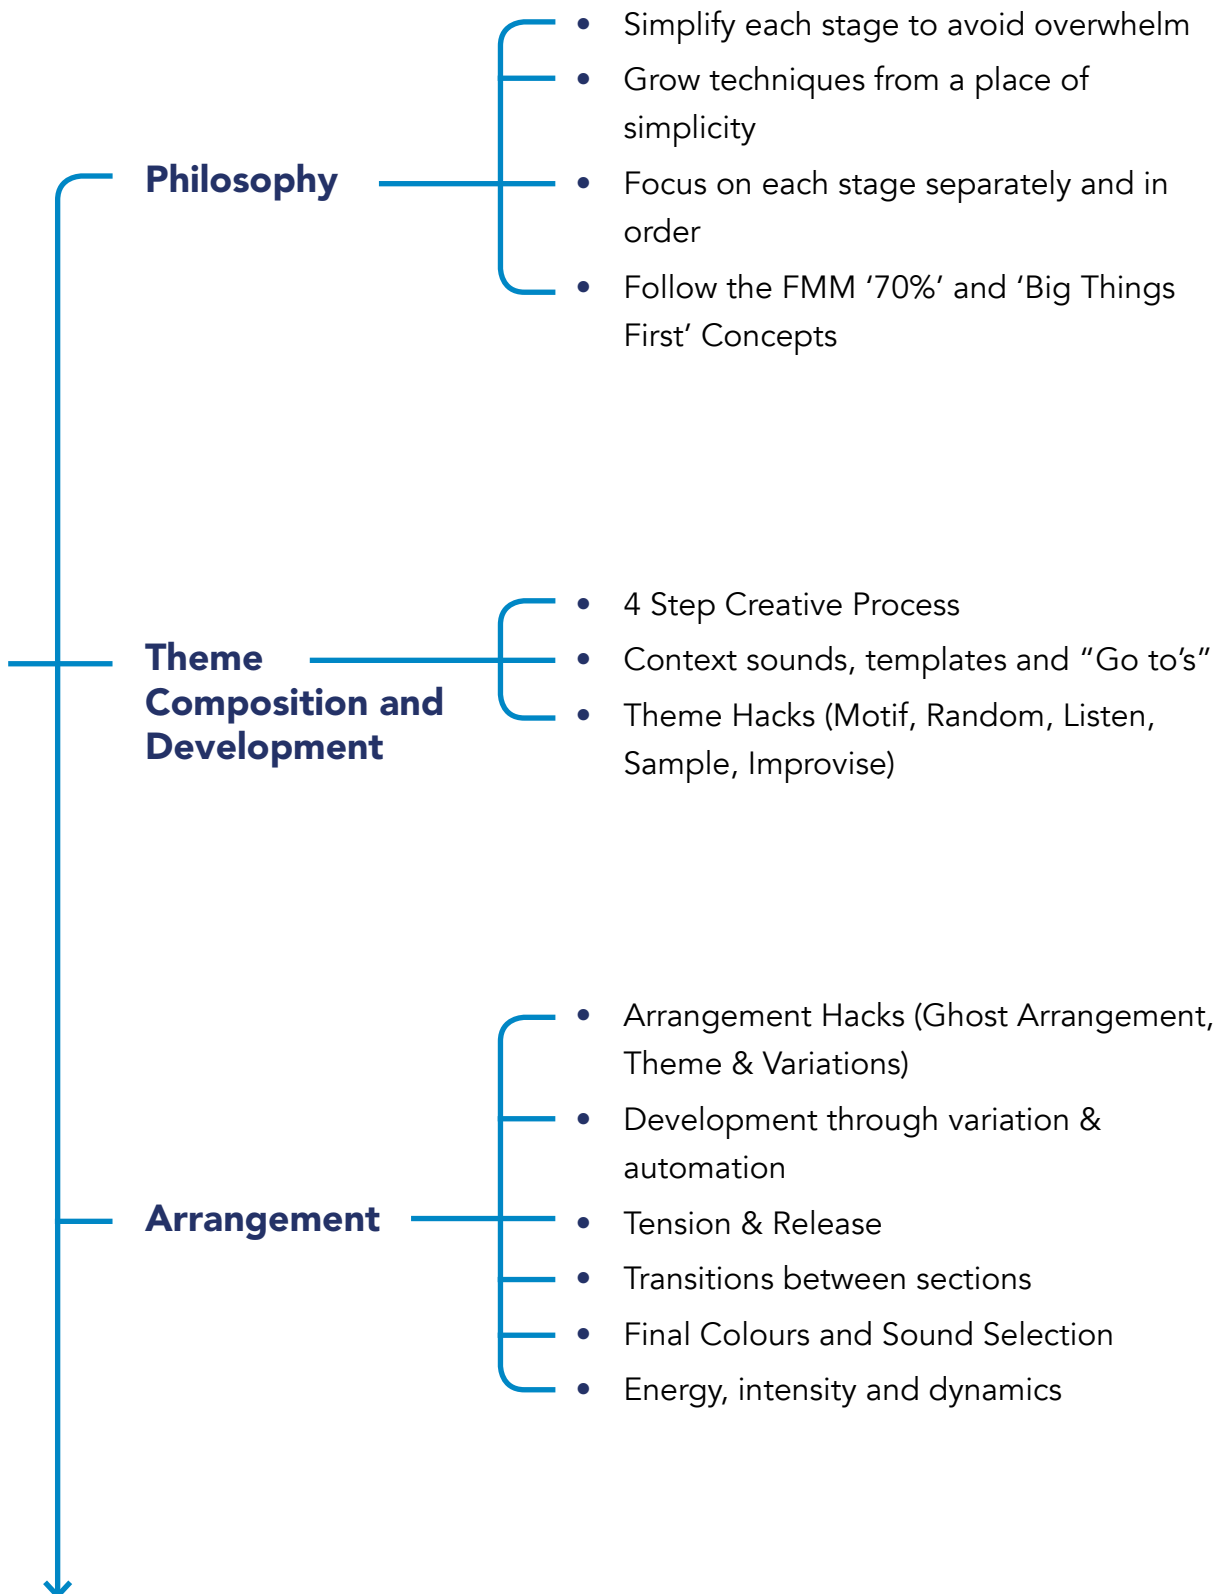 Philosophy
• Simplify each stage to avoid overwhelm
• Grow techniques from a place of
simplicity
• Focus on each stage separately and in
order
• Follow the FMM ‘70%’ and ‘Big Things
First’ Concepts
Theme
Composition and
Development
• 4 Step Creative Process
• Context sounds, templates and “Go to’s”
• Theme Hacks (Motif, Random, Listen,
Sample, Improvise)
Arrangement
• Arrangement Hacks (Ghost Arrangement,
Theme & Variations)
• Development through variation &
automation
• Tension & Release
• Transitions between sections
• Final Colours and Sound Selection
• Energy, intensity and dynamics